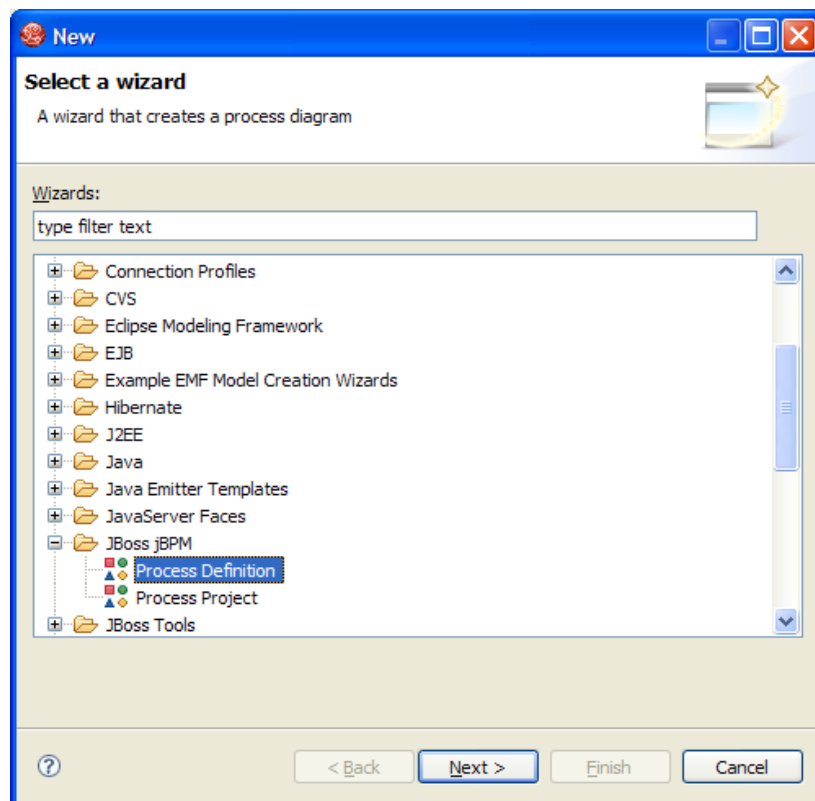 New
Select a wizard
A wizard that creates a process diagram
Wizards:
type filter text
Connection Profiles
CVS
Eclipse Modeling Framework
EJB
Example EMF Model Creation Wizards
Hibernate
J2EE
Java
Java Emitter Templates
JavaServer Faces
JBoss jBPM
Process Definition
Process Project
JBoss Tools
? < Back Next > Finish Cancel